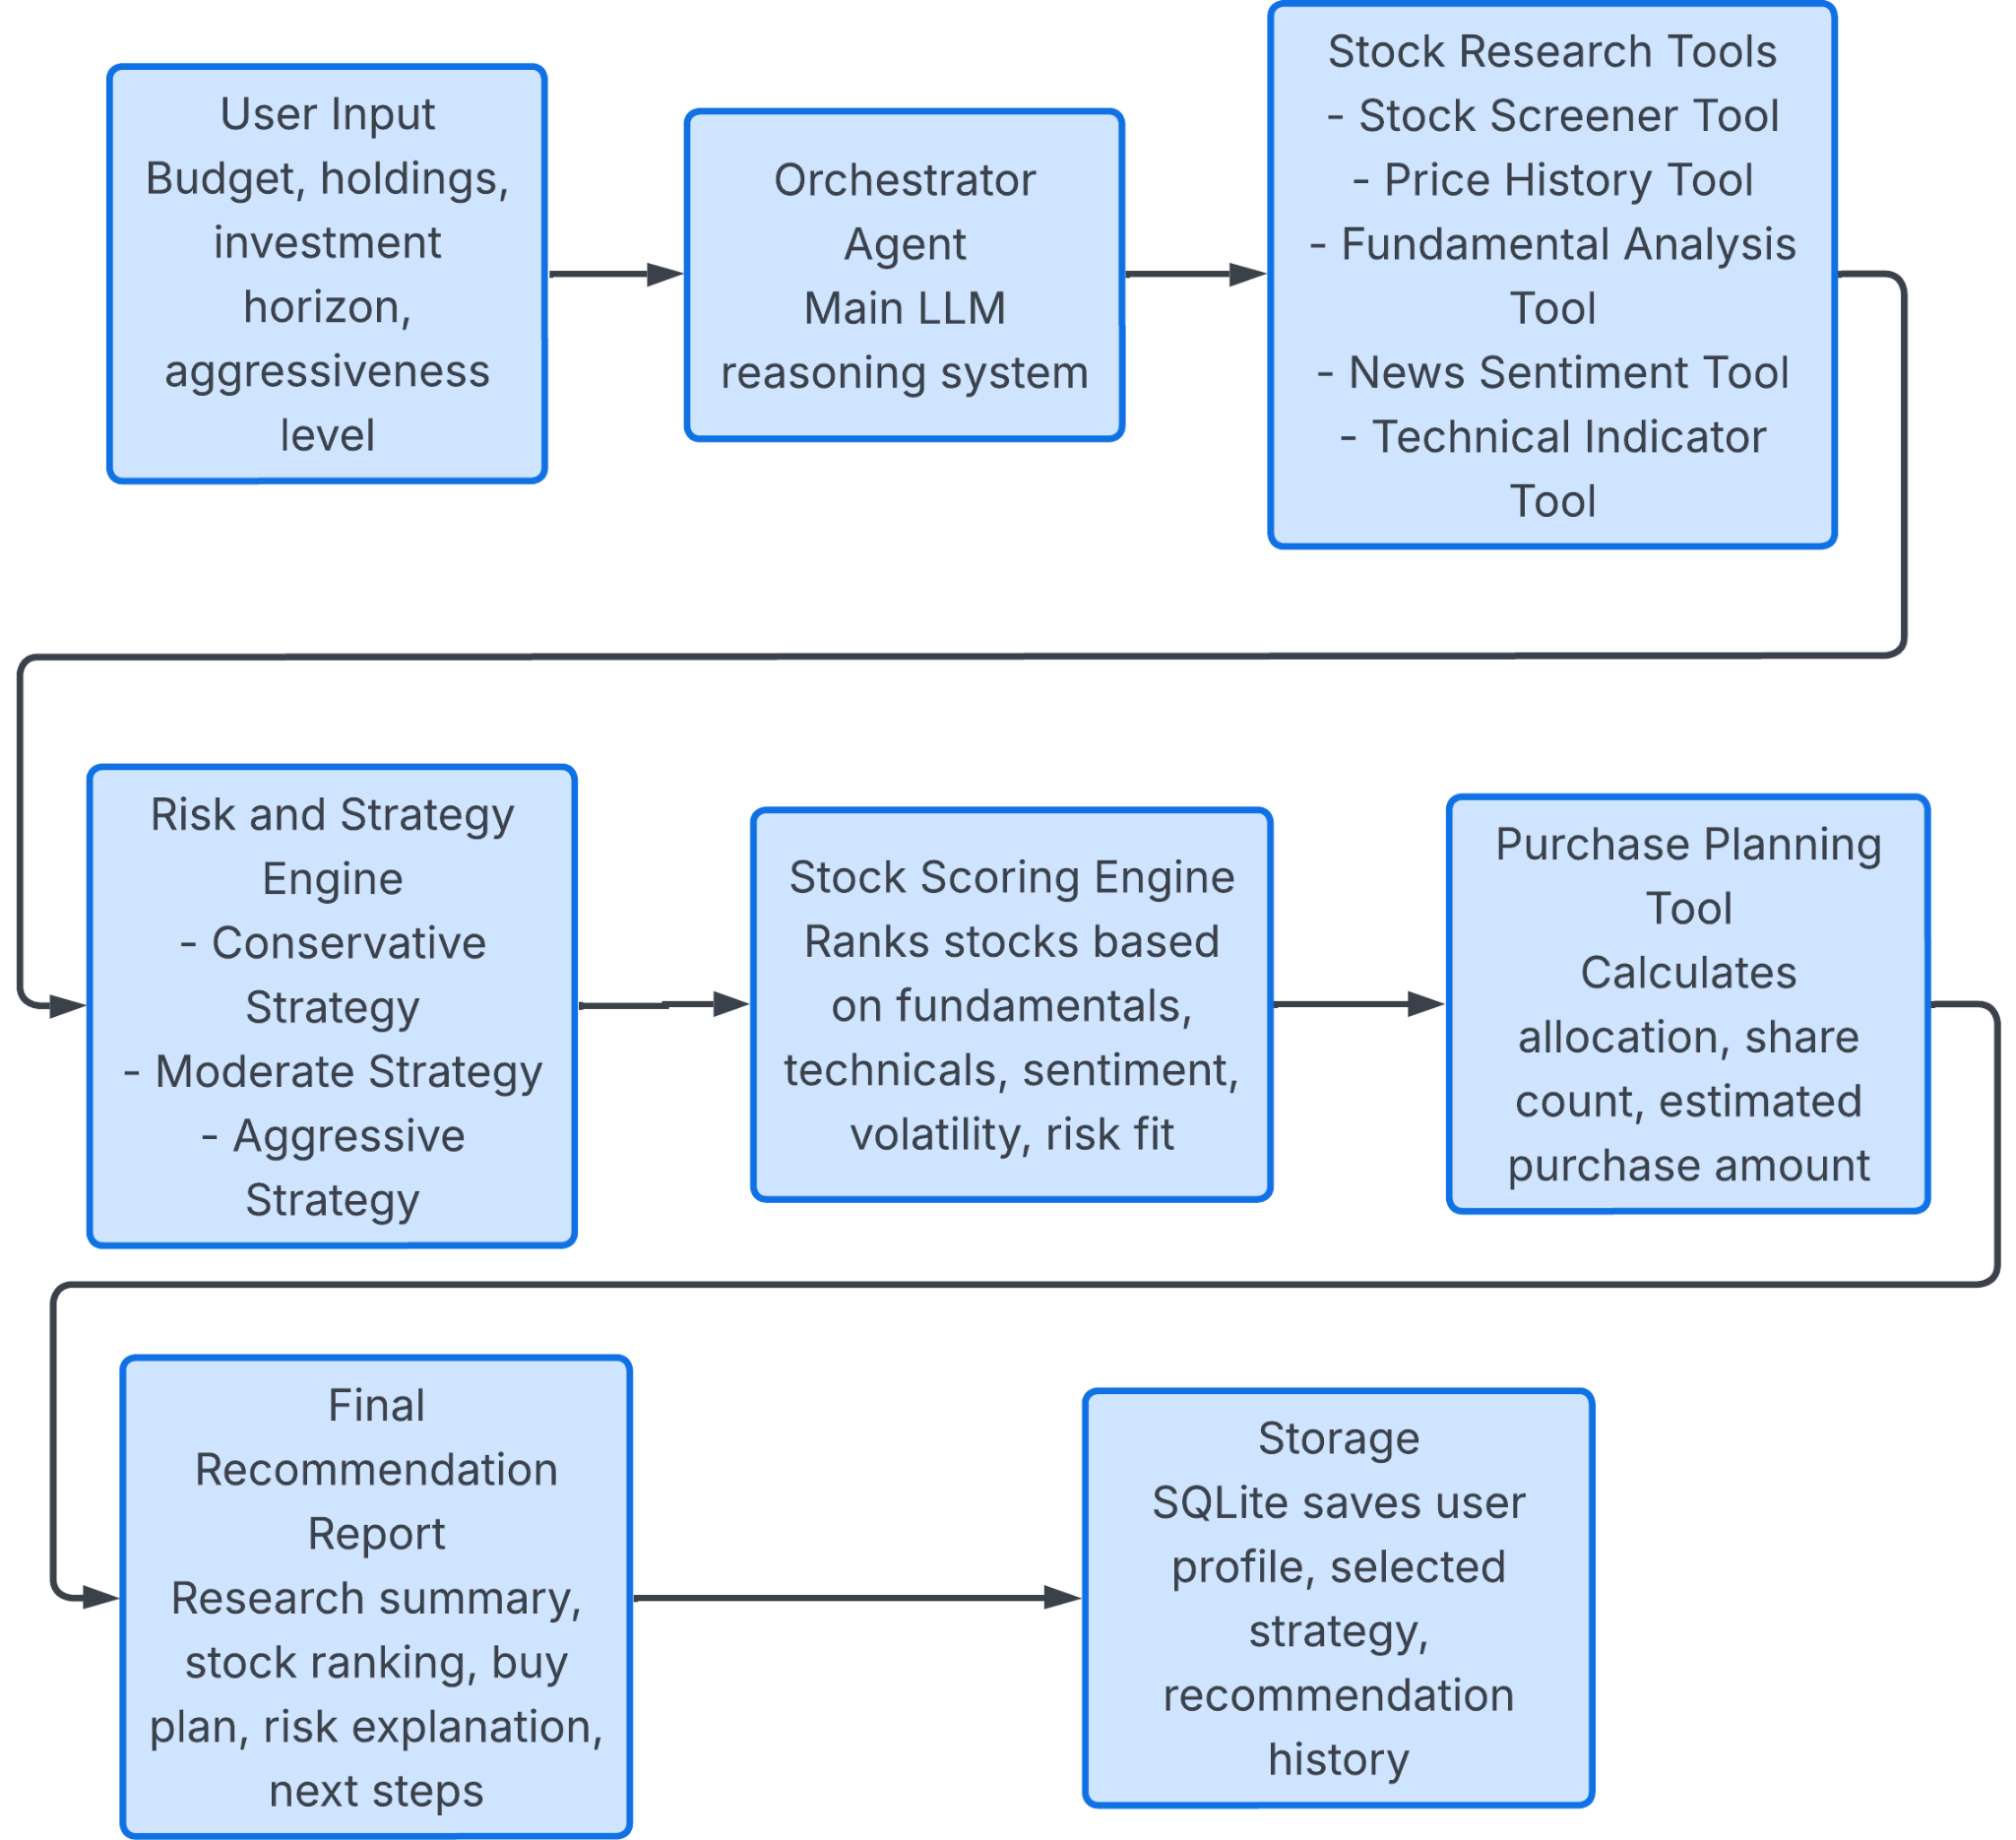 User Input
Budget, holdings,
investment
horizon,
aggressiveness
level
Orchestrator
Agent
Main LLM
reasoning system
Stock Research Tools
- Stock Screener Tool
- Price History Tool
- Fundamental Analysis
Tool
- News Sentiment Tool
- Technical Indicator
Tool
Risk and Strategy
Engine
- Conservative
Strategy
- Moderate Strategy
- Aggressive
Strategy
Stock Scoring Engine
Ranks stocks based
on fundamentals,
technicals, sentiment,
volatility, risk fit
Purchase Planning
Tool
Calculates
allocation, share
count, estimated
purchase amount
Final
Recommendation
Report
Research summary,
stock ranking, buy
plan, risk explanation,
next steps
Storage
SQLite saves user
profile, selected
strategy,
recommendation
history